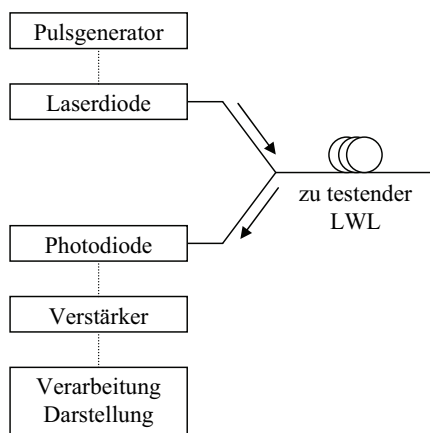 Pulsgenerator
Laserdiode
zu testender
LWL
Photodiode
Verstärker
Verarbeitung
Darstellung